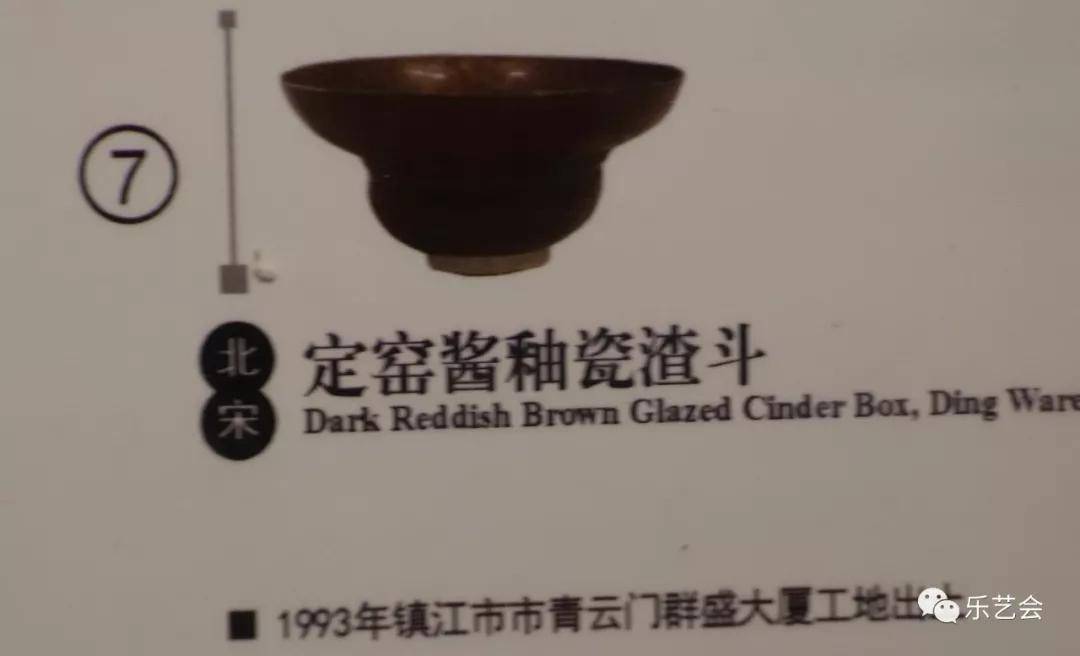 ⑦
北宋
定窑酱釉瓷渣斗
Dark Reddish Brown Glazed Cinder Box, Ding Ware
■ 1993年镇江市市青云门群盛大厦工地出土
乐艺会